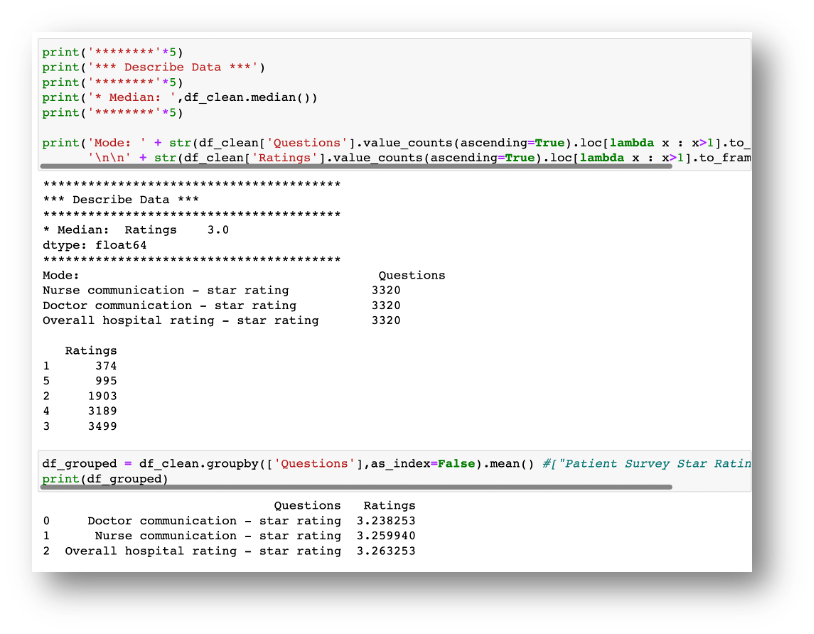 print('********'*5)
print('*** Describe Data ***')
print('********'*5)
print('* Median: ',df_clean.median())
print('********'*5)
print('Mode: ' + str(df_clean['Questions'].value_counts(ascending=True).loc[lambda x : x>1].to_
'\n\n' + str(df_clean['Ratings'].value_counts(ascending=True).loc[lambda x : x>1].to_fram
****************************************
*** Describe Data ***
****************************************
* Median:  Ratings    3.0
dtype: float64
****************************************
Mode:                                        Questions
Nurse communication - star rating           3320
Doctor communication - star rating          3320
Overall hospital rating - star rating       3320
   Ratings
1      374
5      995
2     1903
4     3189
3     3499
df_grouped = df_clean.groupby(['Questions'],as_index=False).mean() #["Patient Survey Star Ratin
print(df_grouped)
                               Questions   Ratings
0     Doctor communication - star rating  3.238253
1      Nurse communication - star rating  3.259940
2  Overall hospital rating - star rating  3.263253